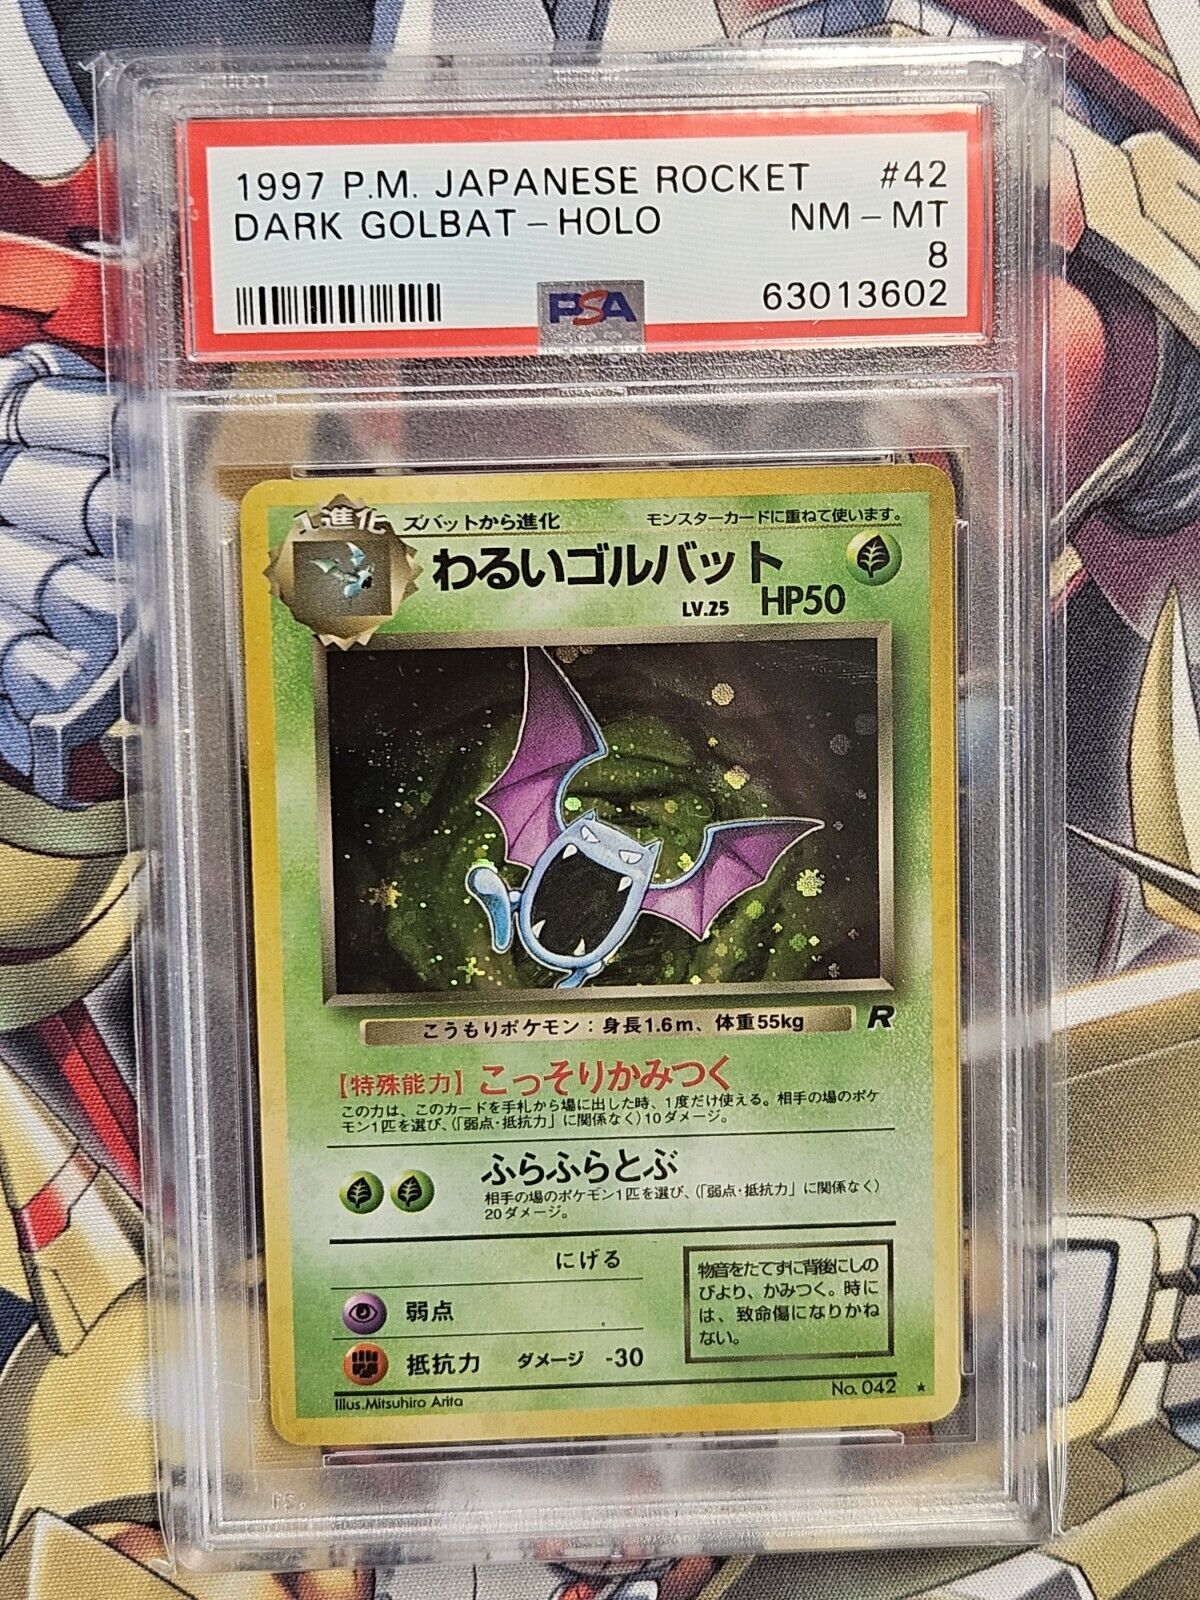 1997 P.M. JAPANESE ROCKET #42
DARK GOLBAT-HOLO NM-MT
8
PSA 63013602
1進化 ズバットから進化 モンスターカードに重ねて使います。
わるいゴルバット
LV.25 HP50
こうもりポケモン:身長1.6m、体重55kg R
【特殊能力】こっそりかみつく
この力は、このカードを手札から場に出した時、1度だけ使える。相手の場のポケ
モン1匹を選び、(「弱点・抵抗力」に関係なく)10ダメージ。
ふらふらとぶ
相手の場のポケモン1匹を選び、(「弱点・抵抗力」に関係なく)
20ダメージ。
にげる
弱点
抵抗力 ダメージ -30
物音をたてずに背後にしの
びより、かみつく。時に
は、致命傷になりかね
ない。
Illus.Mitsuhiro Arita
No. 042 ★